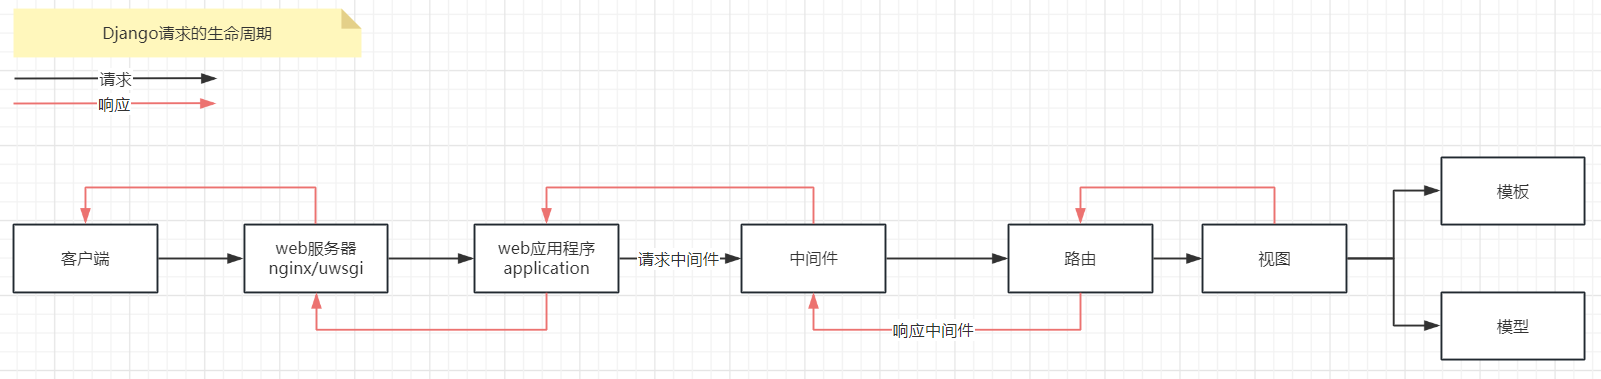 Django请求的生命周期
请求
响应
客户端
web服务器
nginx/uwsgi
web应用程序
application
请求中间件
中间件
响应中间件
路由
视图
模板
模型